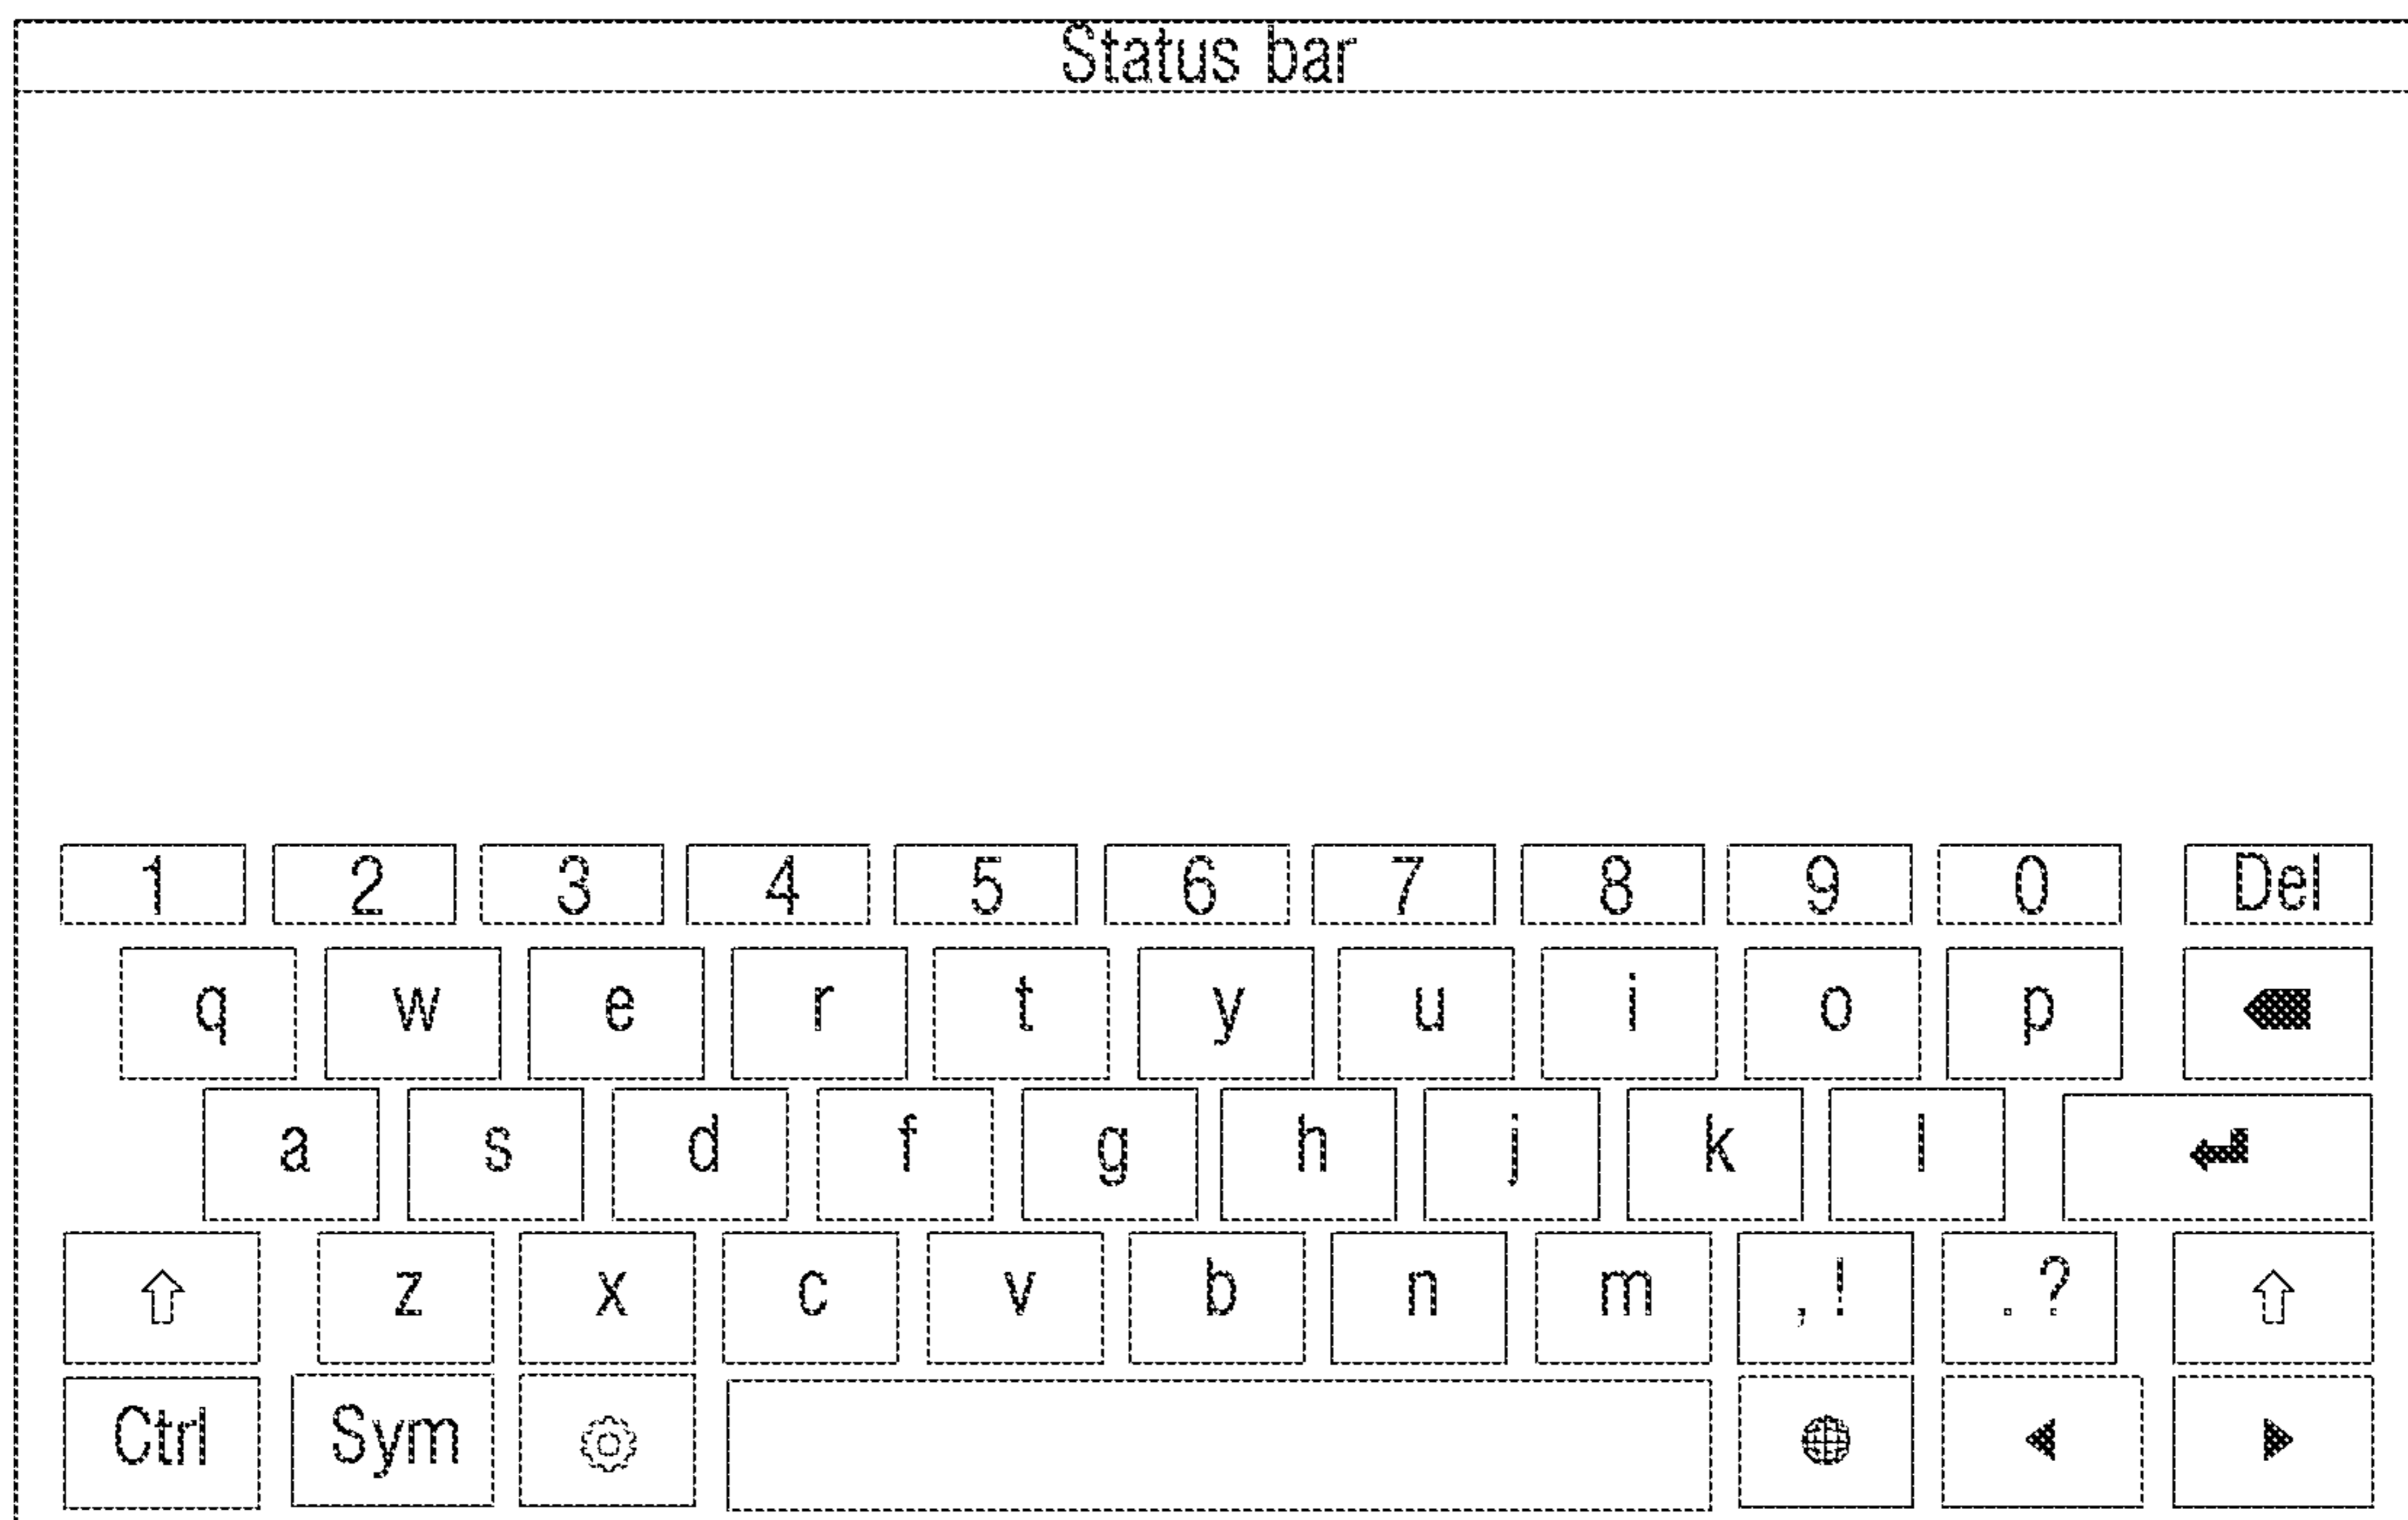 Status bar
1 2 3 4 5 6 7 8 9 0 Del
q w e r t y u i o p
a s d f g h j k l
z x c v b n m ,! .?
Ctrl Sym